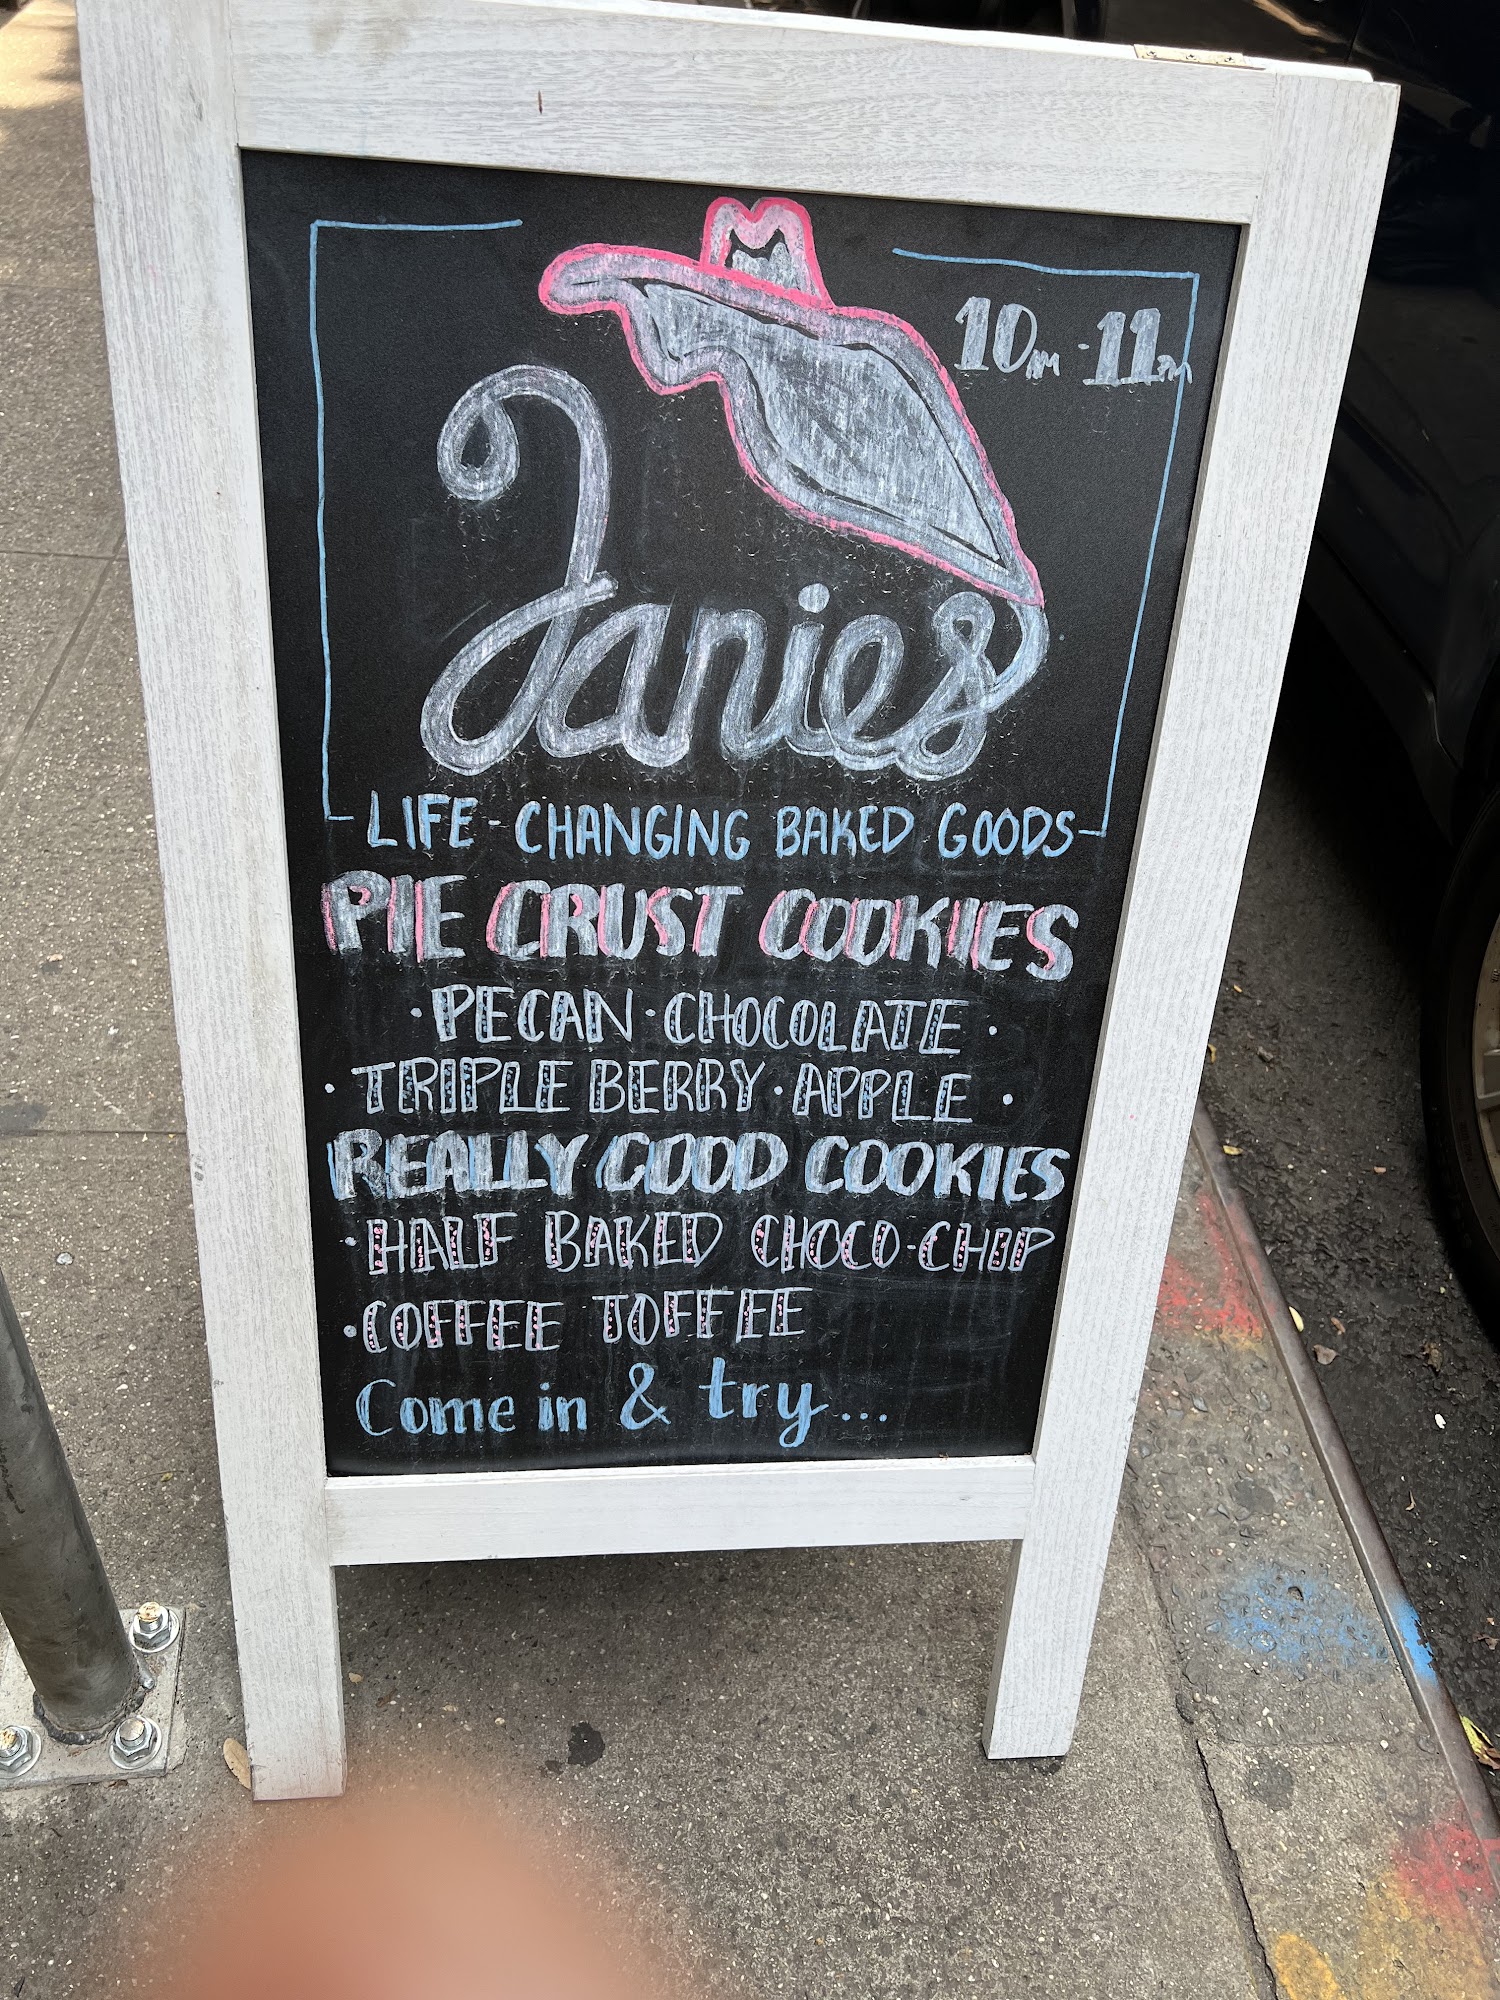 10am - 11pm
Janies
LIFE-CHANGING BAKED GOODS
PIE CRUST COOKIES
· PECAN · CHOCOLATE ·
· TRIPLE BERRY · APPLE ·
REALLY GOOD COOKIES
· HALF BAKED CHOCO-CHIP
· COFFEE TOFFEE
Come in & try...